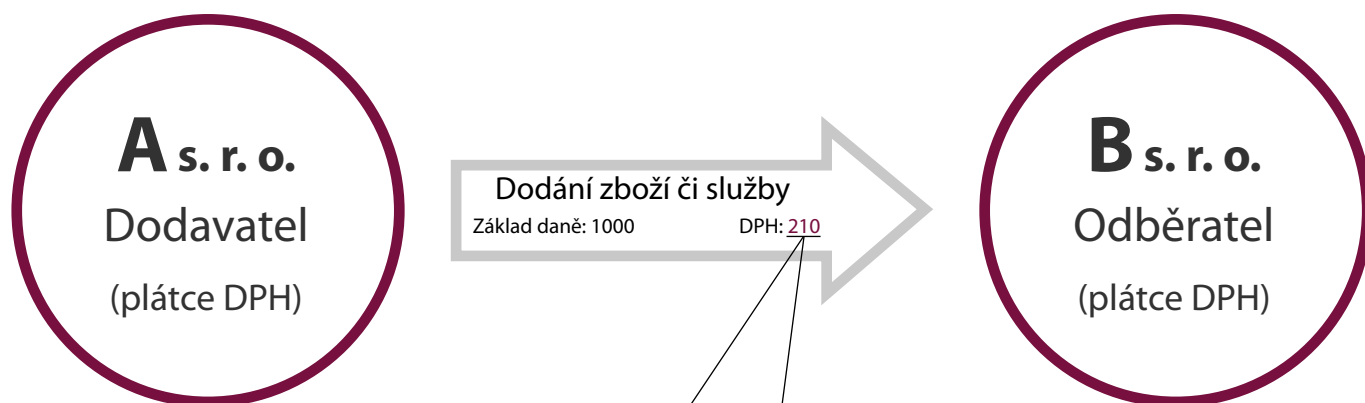 A s. r. o.
Dodavatel
(plátce DPH)
Dodání zboží či služby
Základ daně: 1000 DPH: 210
B s. r. o.
Odběratel
(plátce DPH)